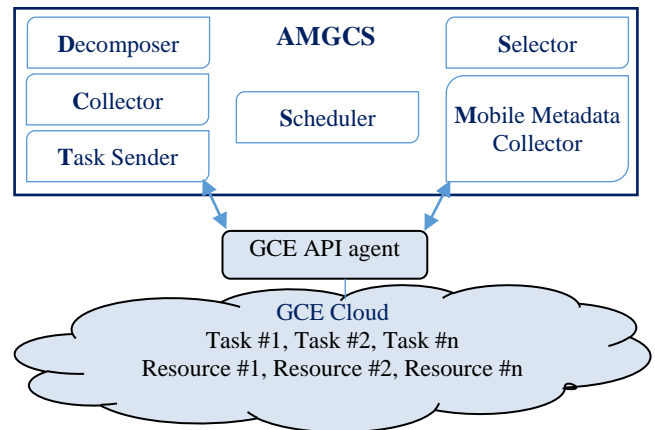 Decomposer
AMGCS
Selector
Collector
Scheduler
Mobile Metadata
Collector
Task Sender
GCE API agent
GCE Cloud
Task #1, Task #2, Task #n
Resource #1, Resource #2, Resource #n